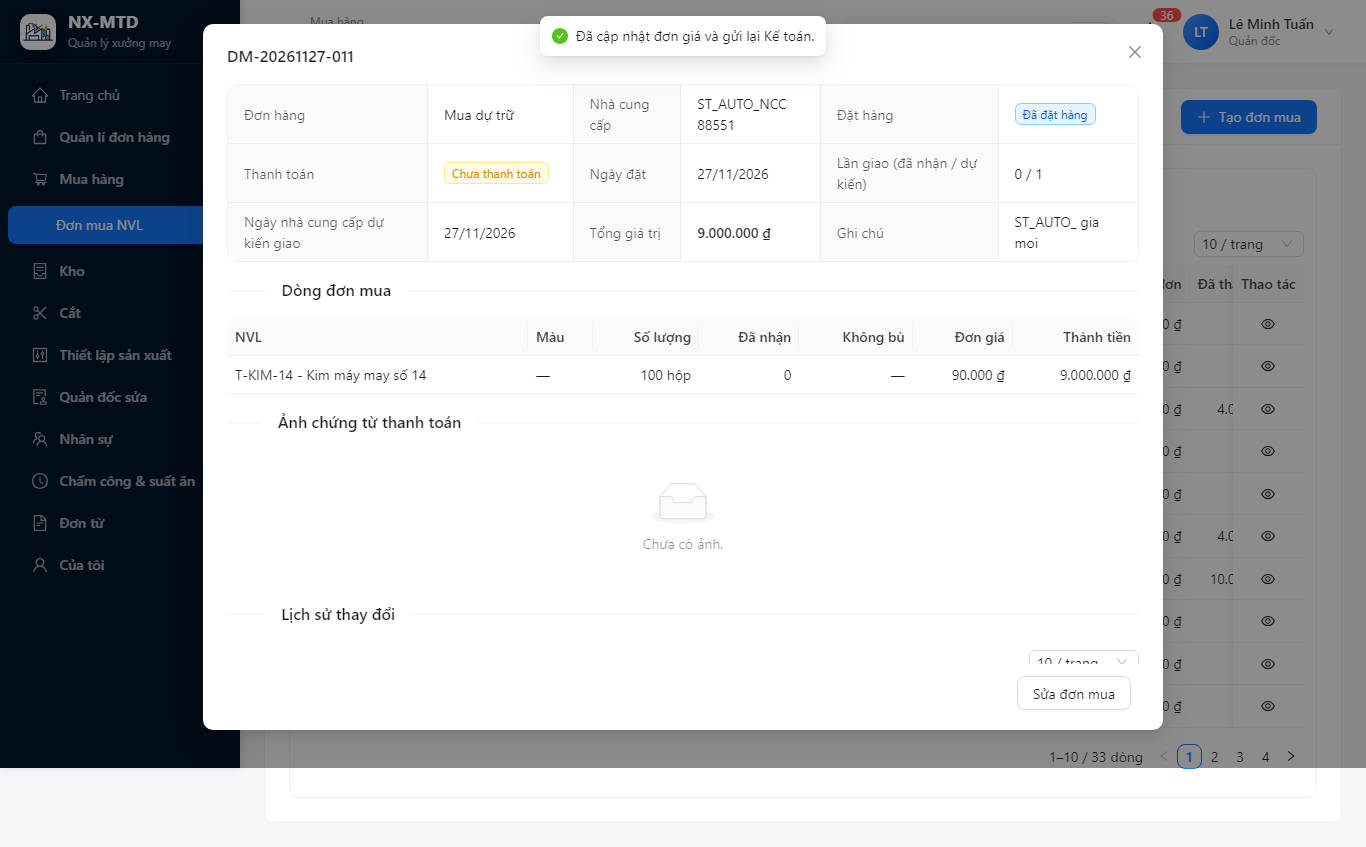 NX-MTD
Quản lý xưởng may
Trang chủ
Quản lí đơn hàng
Mua hàng
Đơn mua NVL
Kho
Cắt
Thiết lập sản xuất
Quản đốc sửa
Nhân sự
Chấm công & suất ăn
Đơn từ
Của tôi
Mua hàng
36
LT
Lê Minh Tuấn
Quản đốc
Đã cập nhật đơn giá và gửi lại Kế toán.
Tạo đơn mua
DM-20261127-011
Đơn hàng
Mua dự trữ
Nhà cung cấp
ST_AUTO_NCC 88551
Đặt hàng
Đã đặt hàng
Thanh toán
Chưa thanh toán
Ngày đặt
27/11/2026
Lần giao (đã nhận / dự kiến)
0 / 1
Ngày nhà cung cấp dự kiến giao
27/11/2026
Tổng giá trị
9.000.000 ₫
Ghi chú
ST_AUTO_ gia moi
Dòng đơn mua
NVL Màu Số lượng Đã nhận Không bù Đơn giá Thành tiền
T-KIM-14 - Kim máy may số 14 — 100 hộp 0 — 90.000 ₫ 9.000.000 ₫
Ảnh chứng từ thanh toán
Chưa có ảnh.
Lịch sử thay đổi
10 / trang
Sửa đơn mua
10 / trang
Thao tác
1–10 / 33 dòng
1 2 3 4